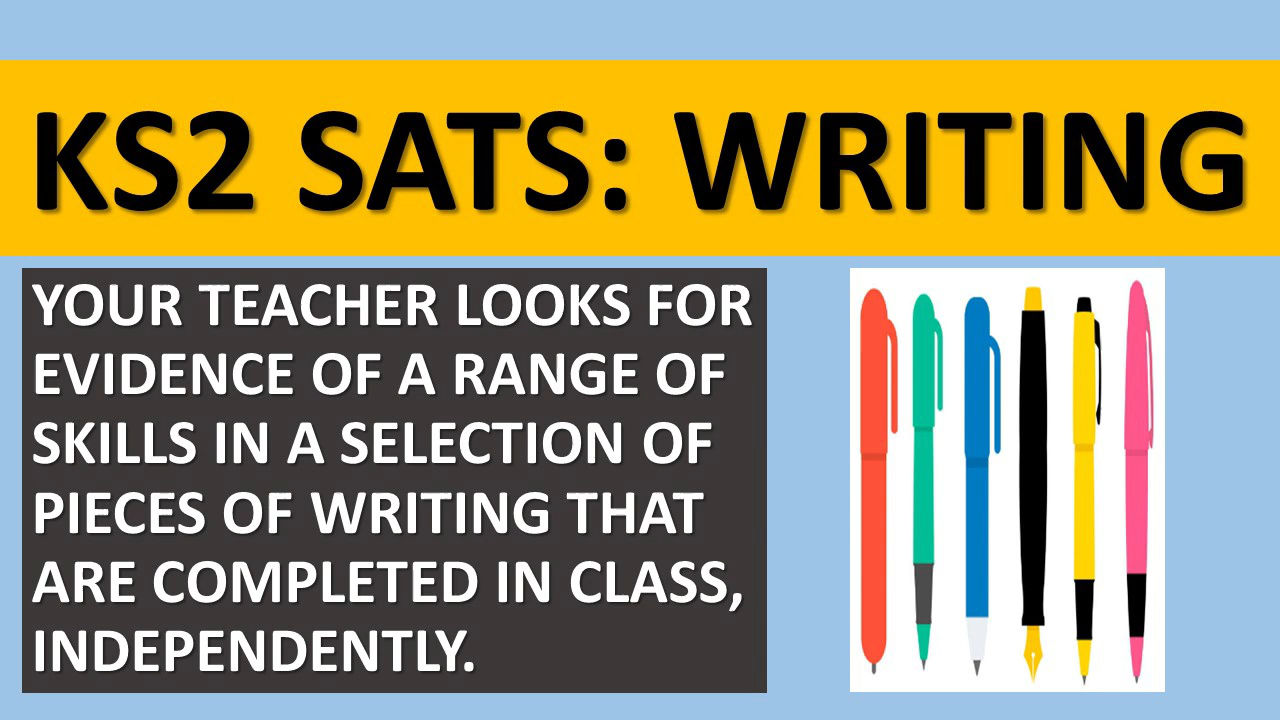 KS2 SATS: WRITING
YOUR TEACHER LOOKS FOR
EVIDENCE OF A RANGE OF
SKILLS IN A SELECTION OF
PIECES OF WRITING THAT
ARE COMPLETED IN CLASS,
INDEPENDENTLY.